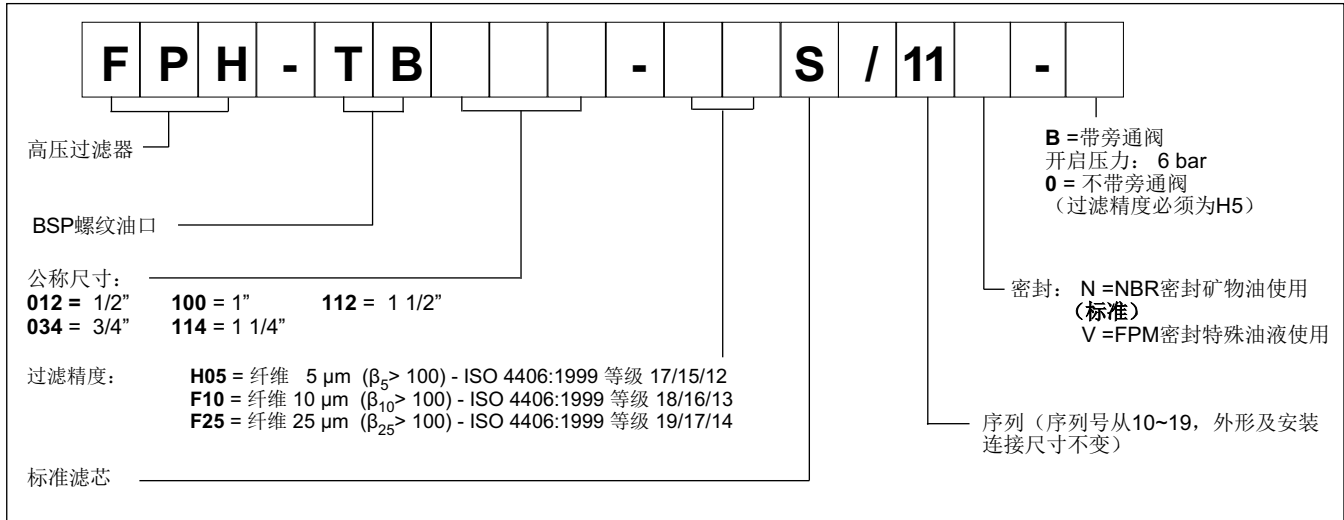 FPH - TB - S / 11 -
高压过滤器
B =带旁通阀
开启压力: 6 bar
0 = 不带旁通阀
(过滤精度必须为H5)
BSP螺纹油口
公称尺寸:
012 = 1/2” 100 = 1” 112 = 1 1/2”
034 = 3/4” 114 = 1 1/4”
密封: N =NBR密封矿物油使用
(标准)
V =FPM密封特殊油液使用
过滤精度: H05 = 纤维 5 μm (β5> 100) - ISO 4406:1999 等级 17/15/12
F10 = 纤维 10 μm (β10> 100) - ISO 4406:1999 等级 18/16/13
F25 = 纤维 25 μm (β25> 100) - ISO 4406:1999 等级 19/17/14
序列(序列号从10~19,外形及安装
连接尺寸不变)
标准滤芯